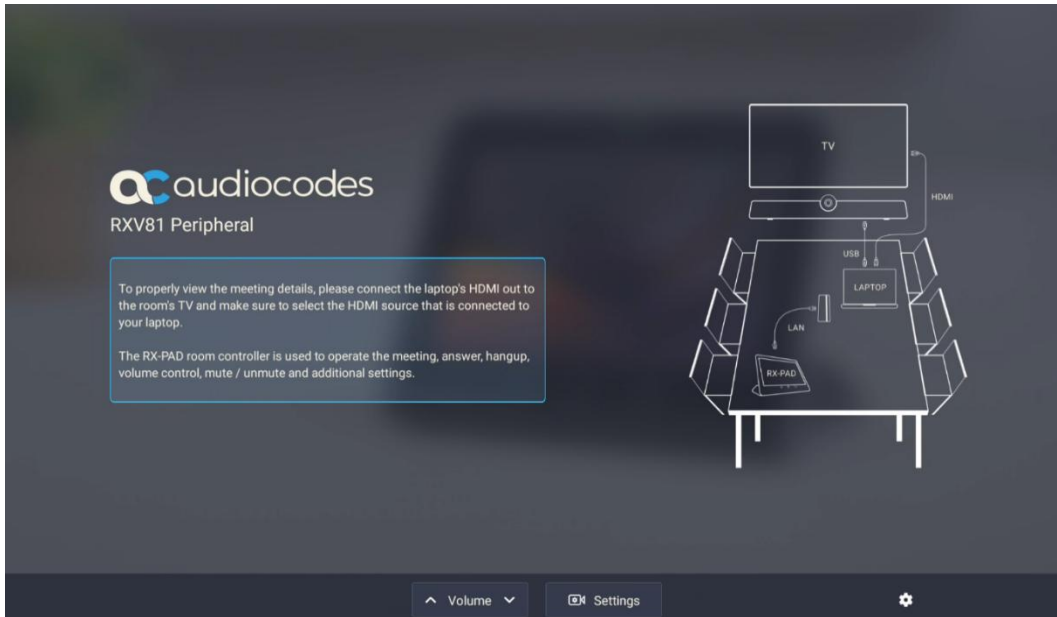 audiocodes
RXV81 Peripheral
To properly view the meeting details, please connect the laptop's HDMI out to
the room's TV and make sure to select the HDMI source that is connected to
your laptop.
The RX-PAD room controller is used to operate the meeting, answer, hangup,
volume control, mute / unmute and additional settings.
TV
HDMI
USB
LAPTOP
LAN
RX-PAD
Volume
Settings